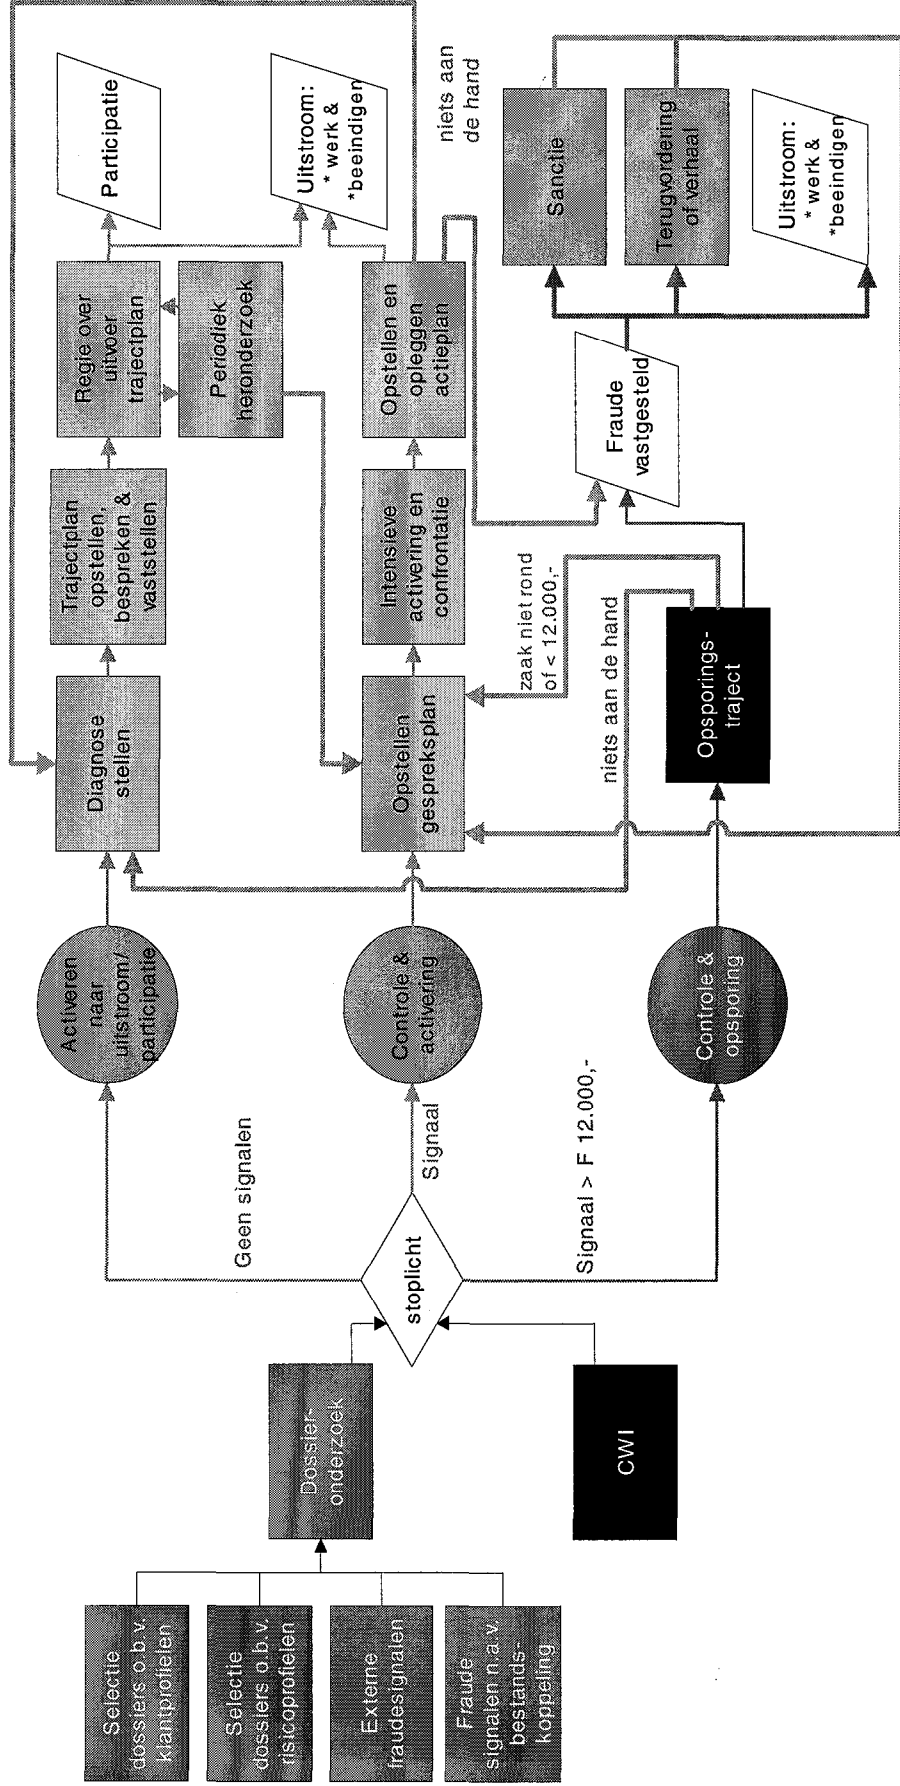 Selectie
dossiers o.b.v.
klantprofielen
Selectie
dossiers o.b.v.
risicoprofielen
Externe
fraudesignalen
Fraude
signalen n.a.v.
bestands-
koppeling
Dossier-
onderzoek
CWI
stoplicht
Geen signalen
Signaal
Signaal > F 12.000,-
Activeren
naar
uitstroom/
participatie
Controle &
activering
Controle &
opsporing
Diagnose
stellen
Trajectplan
opstellen,
bespreken &
vaststellen
Regie over
uitvoer
trajectplan
Periodiek
heronderzoek
Participatie
Uitstroom:
* werk &
*beeindigen
Opstellen
gespreksplan
Intensieve
activering en
confrontatie
Opstellen en
opleggen
actieplan
niets aan
de hand
zaak niet rond
of < 12.000,-
niets aan de hand
Opsporings-
traject
Fraude
vastgesteld
Sanctie
Terugvordering
of verhaal
Uitstroom:
* werk &
*beeindigen